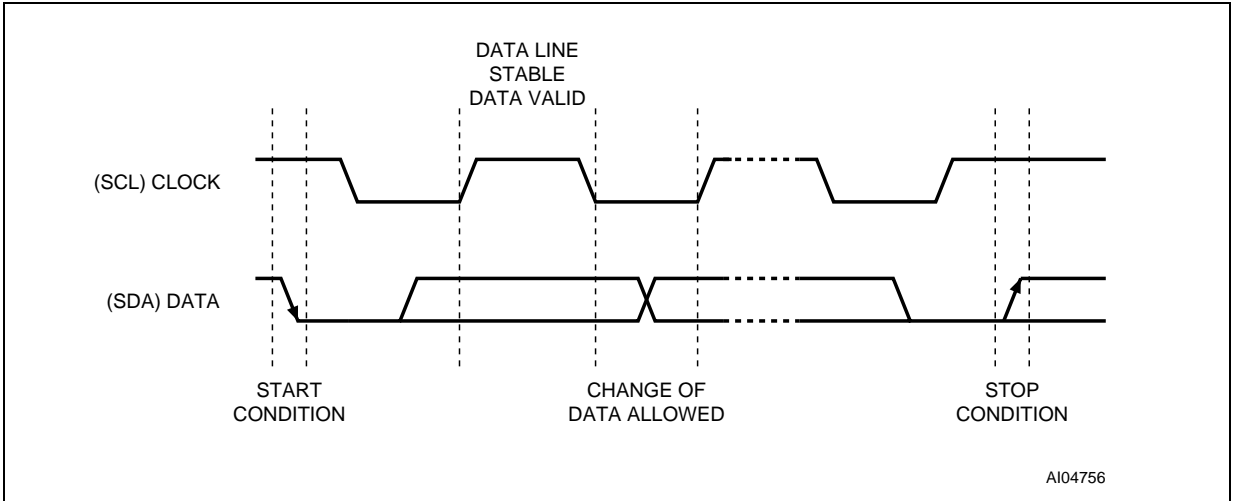 DATA LINE
STABLE
DATA VALID
(SCL) CLOCK
(SDA) DATA
START
CONDITION
CHANGE OF
DATA ALLOWED
STOP
CONDITION
AI04756